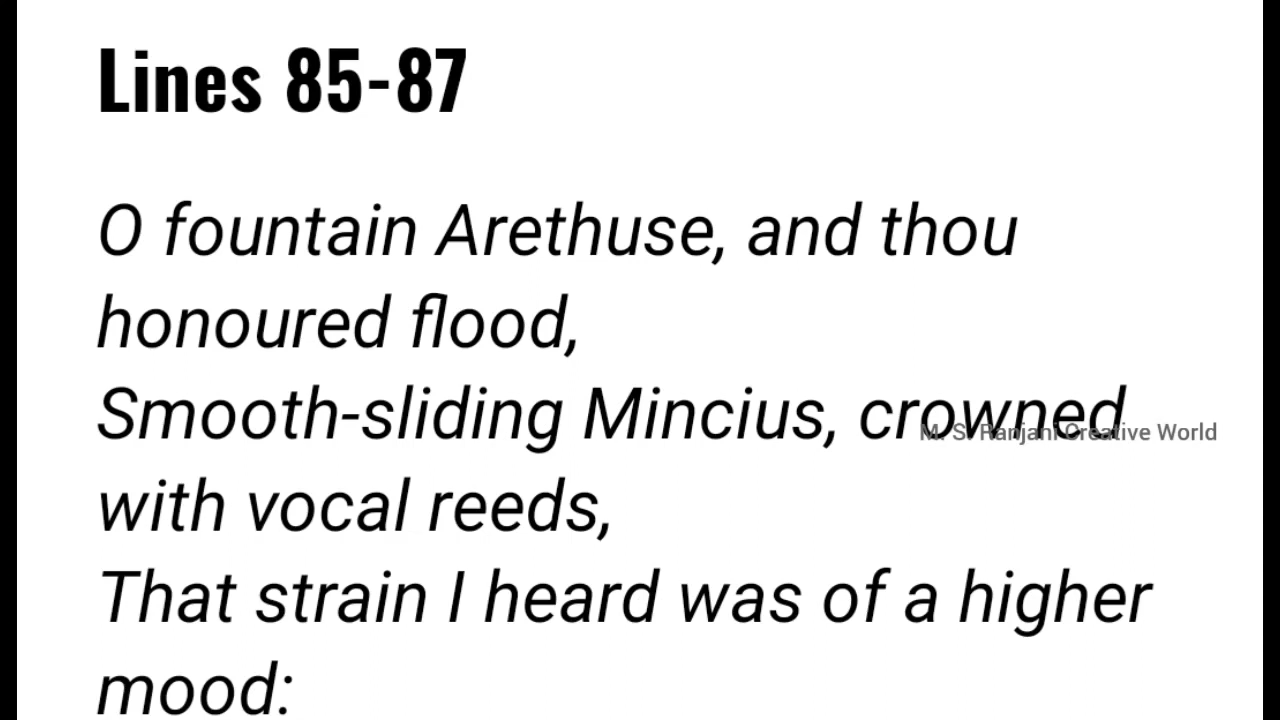 Lines 85-87
O fountain Arethuse, and thou
honoured flood,
Smooth-sliding Mincius, crowned
M. S. Ranjani Creative World
with vocal reeds,
That strain I heard was of a higher
mood: